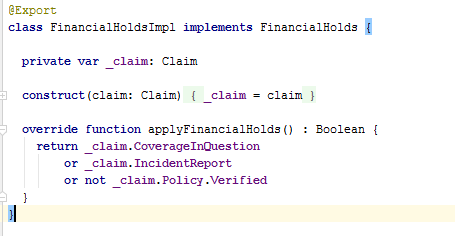 @Export
class FinancialHoldsImpl implements FinancialHolds {
private var _claim: Claim
construct(claim: Claim) { _claim = claim }
override function applyFinancialHolds() : Boolean {
return _claim.CoverageInQuestion
or _claim.IncidentReport
or not _claim.Policy.Verified
}
}